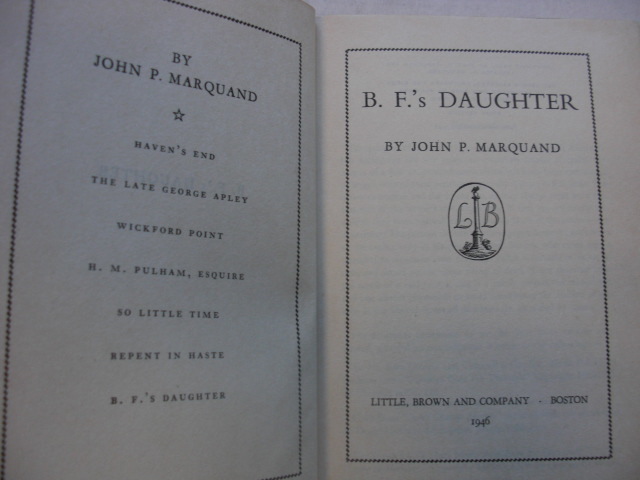 BY
JOHN P. MARQUAND
HAVEN'S END
THE LATE GEORGE APLEY
WICKFORD POINT
H. M. PULHAM, ESQUIRE
SO LITTLE TIME
REPENT IN HASTE
B. F.'S DAUGHTER
B. F.'s DAUGHTER
BY JOHN P. MARQUAND
L B
LITTLE, BROWN AND COMPANY · BOSTON
1946